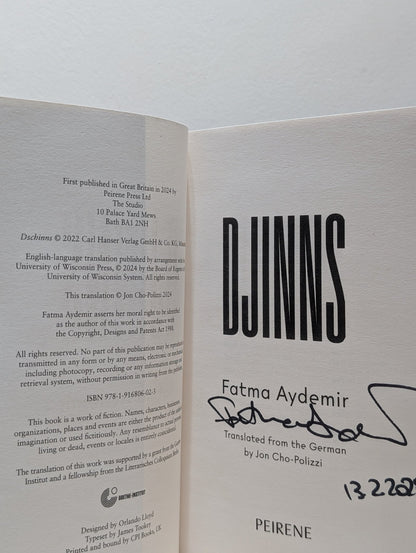 First published in Great Britain in 2024 by
Peirene Press Ltd
The Studio
10 Palace Yard Mews
Bath BA1 2NH
Dschinns © 2022 Carl Hanser Verlag GmbH & Co. KG,
English-language translation published by arrangement with
University of Wisconsin Press, © 2024 by the Board of
University of Wisconsin System. All rights reserved.
This translation © Jon Cho-Polizzi 2024
Fatma Aydemir asserts her moral right to be identified
as the author of this work in accordance with
the Copyright, Designs and Patents Act 1988.
All rights reserved. No part of this publication may be
transmitted in any form or by any means, electronic or
including photocopy, recording or any information storage
retrieval system, without permission in writing from the
ISBN 978-1-916806-02-3
This book is a work of fiction. Names, characters,
organizations, places and events are either the product of the
imagination or used fictitiously. Any resemblance to actual
living or dead, events or locales is entirely coincidental.
The translation of this work was supported by a grant from the
Institut and a fellowship from the Literarisches Colloquium
GOETHE-INSTITUT
Designed by Orlando Lloyd
Typeset by James Tookey
Printed and bound by CPI Books, UK
DJINNS
Fatma Aydemir
Translated from the German
by Jon Cho-Polizzi
13 2 202
PEIRENE